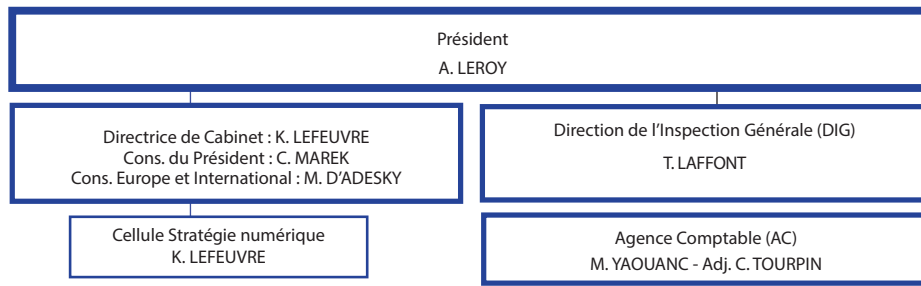 Président
A. LEROY
Directrice de Cabinet : K. LEFEUVRE
Cons. du Président : C. MAREK
Cons. Europe et International : M. D’ADESKY
Direction de l’Inspection Générale (DIG)
T. LAFFONT
Cellule Stratégie numérique
K. LEFEUVRE
Agence Comptable (AC)
M. YAOUANC - Adj. C. TOURPIN